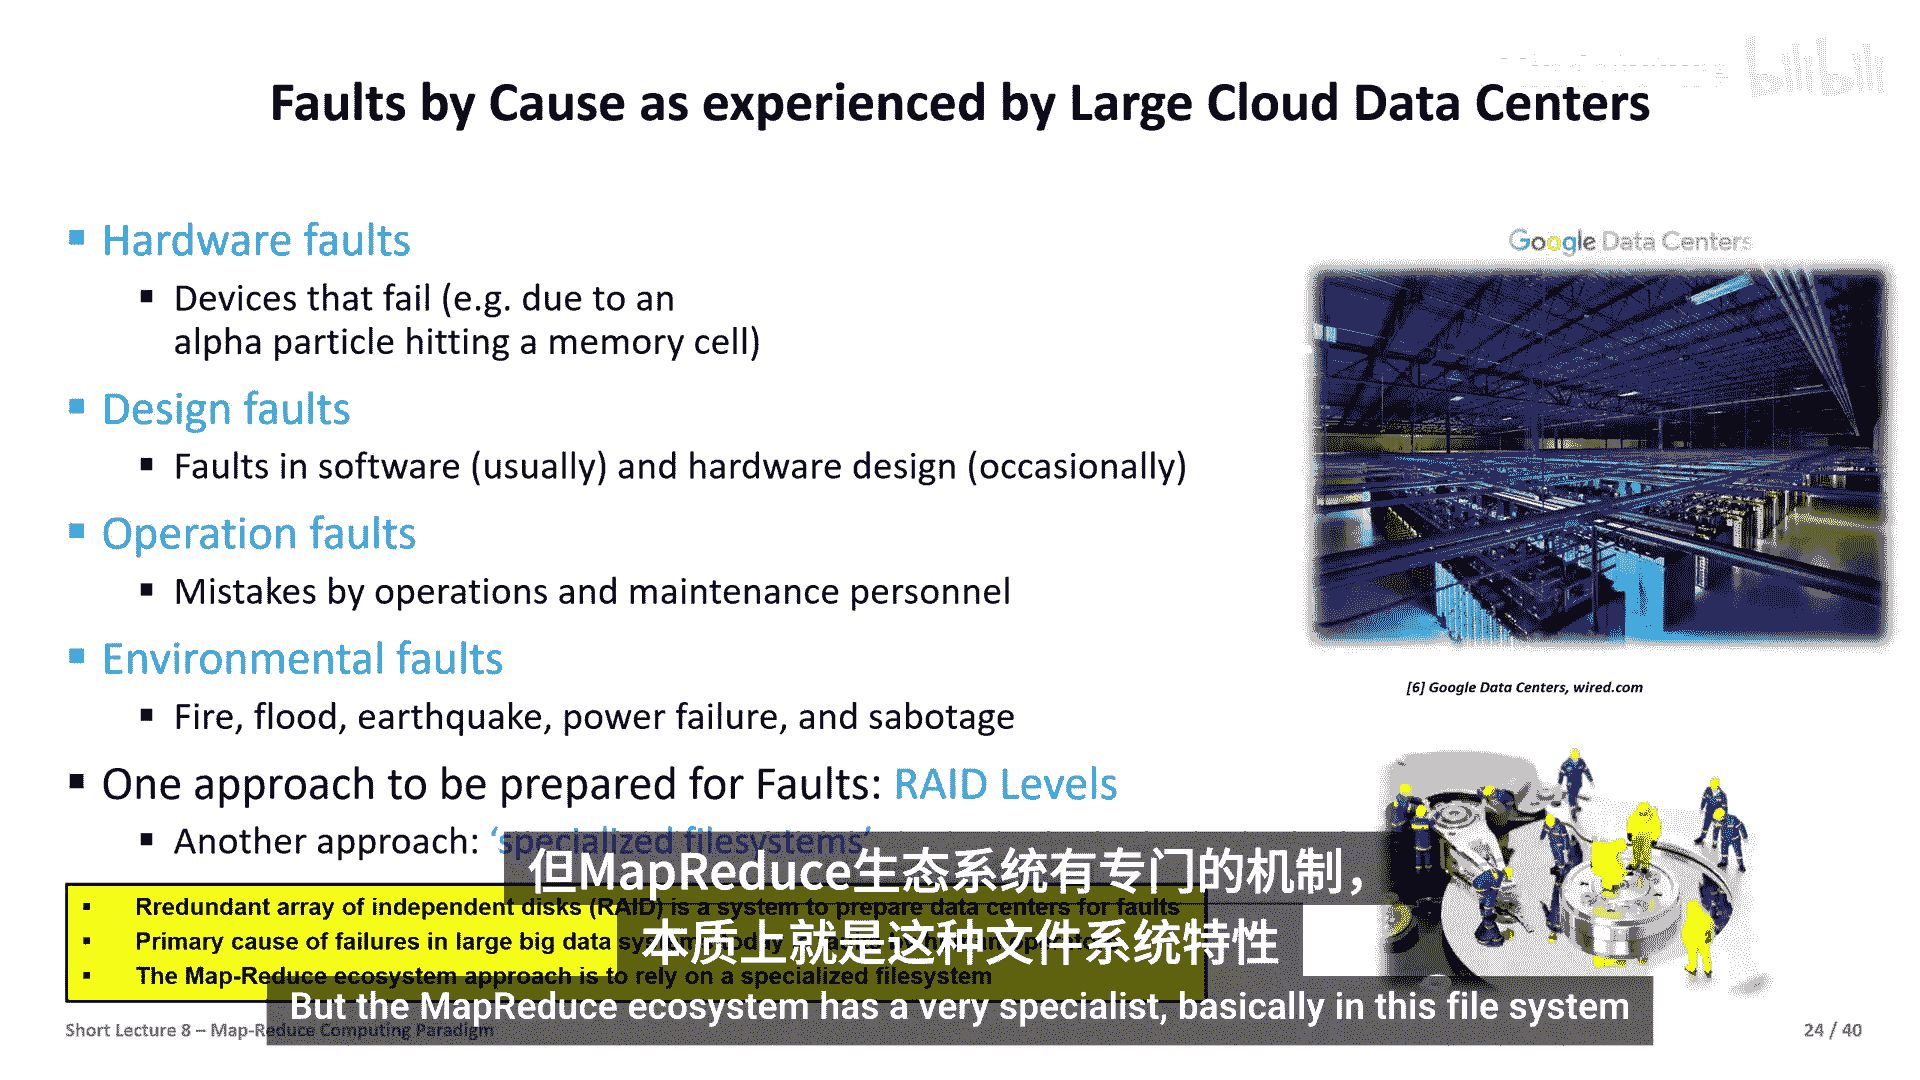 bilibili
Faults by Cause as experienced by Large Cloud Data Centers
▪ Hardware faults
▪ Devices that fail (e.g. due to an
alpha particle hitting a memory cell)
▪ Design faults
▪ Faults in software (usually) and hardware design (occasionally)
▪ Operation faults
▪ Mistakes by operations and maintenance personnel
▪ Environmental faults
▪ Fire, flood, earthquake, power failure, and sabotage
▪ One approach to be prepared for Faults: RAID Levels
▪ Another approach: ‘specialized filesystems’
Google Data Centers
[6] Google Data Centers, wired.com
▪ Rredundant array of independent disks (RAID) is a system to prepare data centers for faults
▪ Primary cause of failures in large big data
▪ The Map-Reduce ecosystem approach is to rely on a specialized filesystem
但MapReduce生态系统有专门的机制，
本质上就是这种文件系统特性
But the MapReduce ecosystem has a very specialist, basically in this file system
Short Lecture 8 – Map-Reduce Computing Paradigm
24 / 40